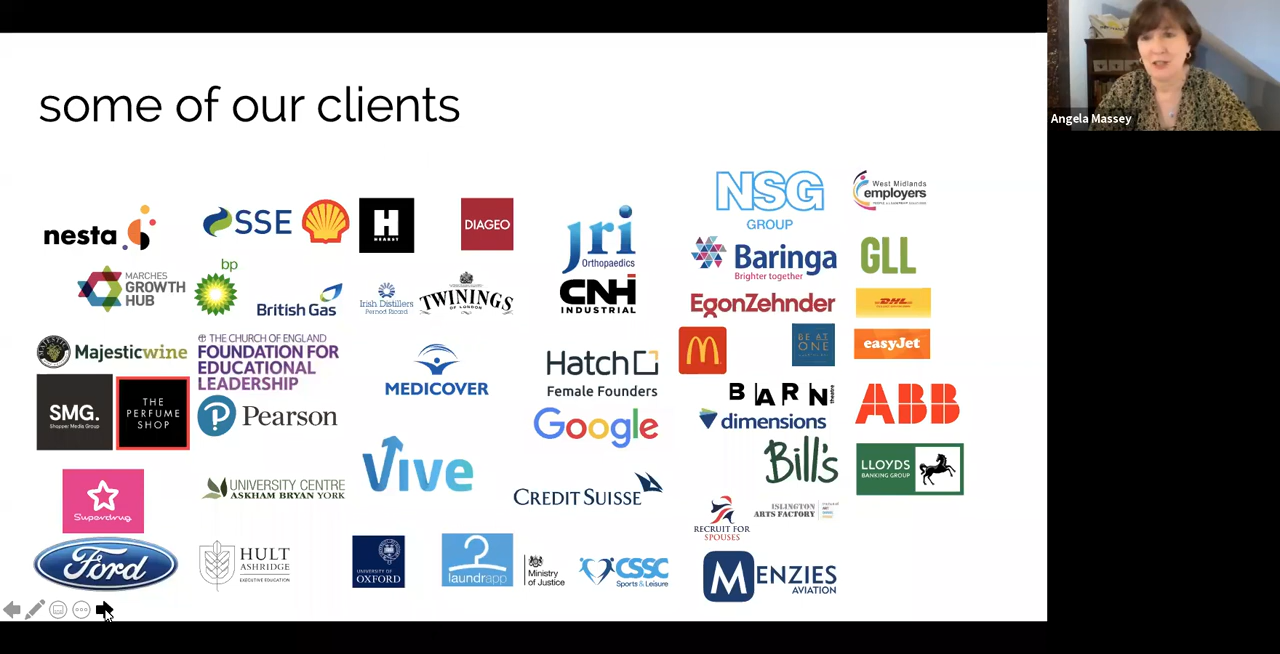 some of our clients
Angela Massey
nesta
SSE
H
HEARST
DIAGEO
jri
Orthopaedics
NSG
GROUP
West Midlands
employers
MARCHES
GROWTH
HUB
bp
British Gas
Irish Distillers
Pernod Ricard
TWININGS
OF LONDON
CNH
INDUSTRIAL
Baringa
Brighter together
GLL
EgonZehnder
DHL
Majesticwine
THE CHURCH OF ENGLAND
FOUNDATION FOR
EDUCATIONAL
LEADERSHIP
MEDICOVER
Hatch
Female Founders
M
BE AT
ONE
easyJet
SMG.
Shopper Media Group
THE
PERFUME
SHOP
P Pearson
Google
BARN
theatre
dimensions
ABB
Vive
Bill's
LLOYDS
BANKING GROUP
Superdrug
UNIVERSITY CENTRE
ASKHAM BRYAN YORK
CREDIT SUISSE
RECRUIT FOR
SPOUSES
ISLINGTON
ARTS FACTORY
Ford
HULT
ASHRIDGE
EXECUTIVE EDUCATION
UNIVERSITY OF
OXFORD
laundrapp
Ministry
of Justice
CSSC
Sports & Leisure
MENZIES
AVIATION